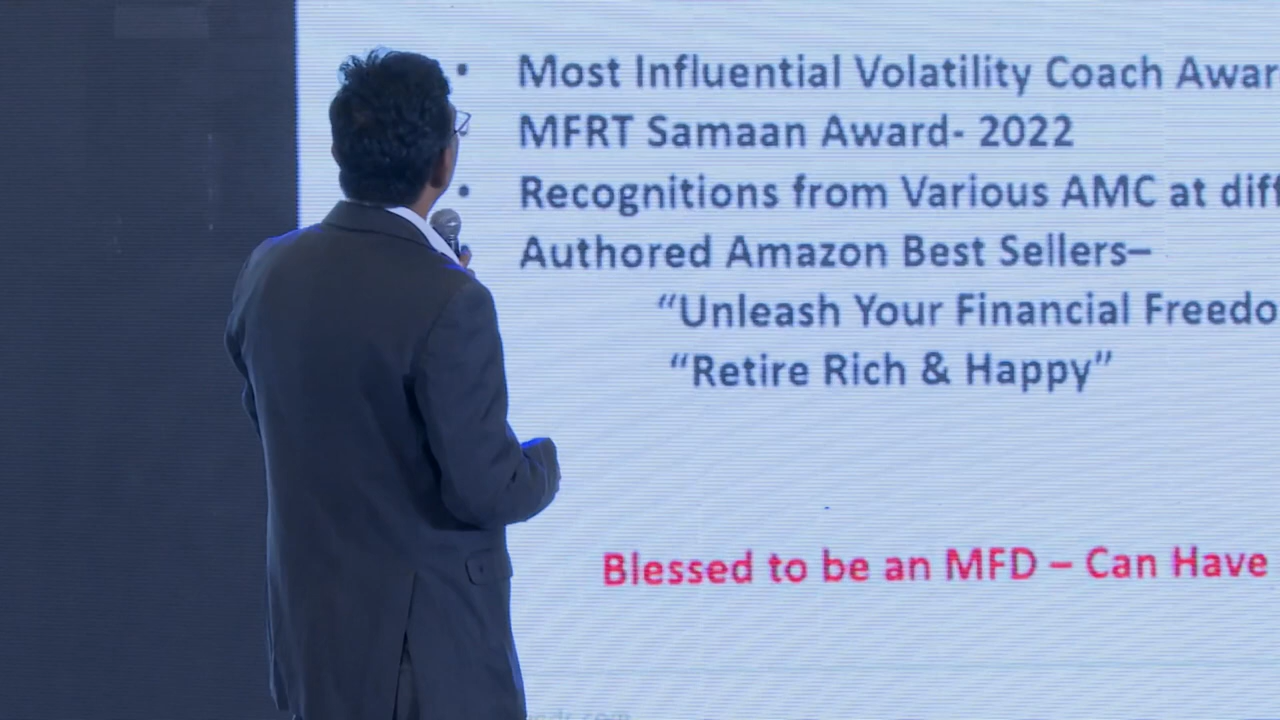 • Most Influential Volatility Coach Awar
MFRT Samaan Award- 2022
• Recognitions from Various AMC at diff
Authored Amazon Best Sellers–
“Unleash Your Financial Freedo
“Retire Rich & Happy”
Blessed to be an MFD – Can Have